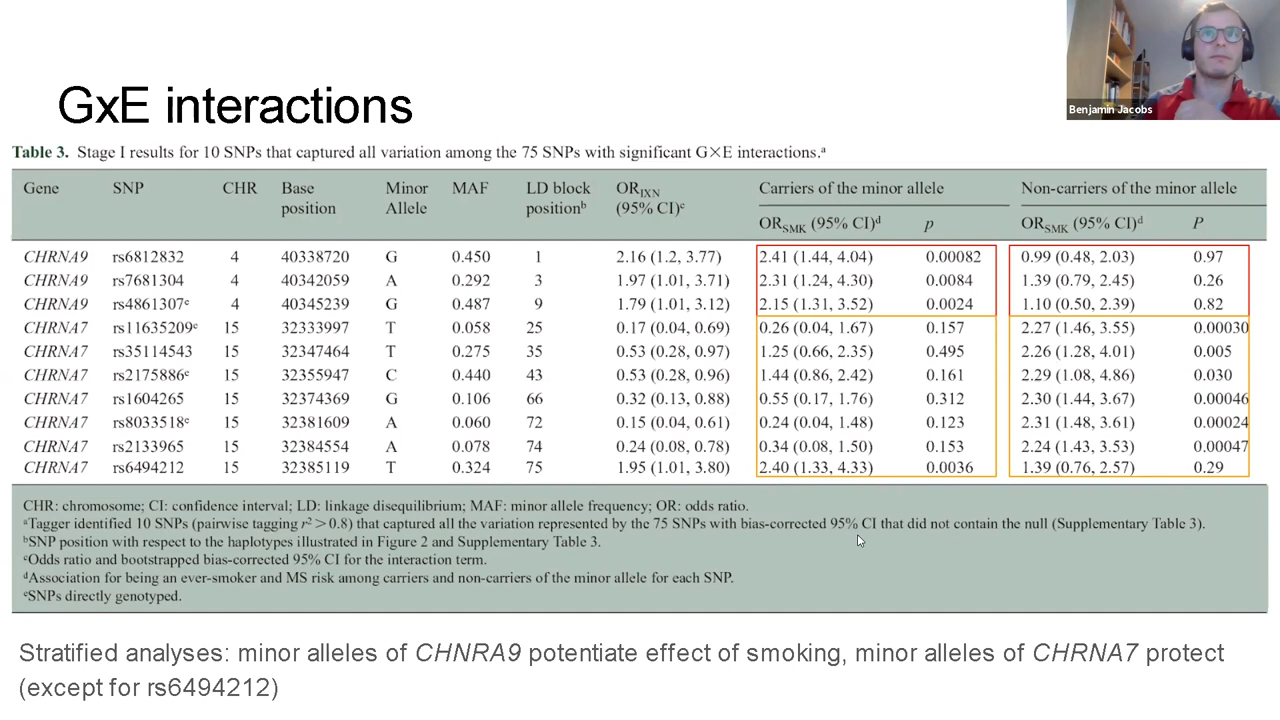 Benjamin Jacobs
GxE interactions
Table 3. Stage I results for 10 SNPs that captured all variation among the 75 SNPs with significant G×E interactions.ᵃ
Gene SNP CHR Base position Minor Allele MAF LD block positionᵇ OR_IXN (95% CI)ᶜ Carriers of the minor allele Non-carriers of the minor allele
OR_SMK (95% CI)ᵈ p OR_SMK (95% CI)ᵈ P
CHRNA9 rs6812832 4 40338720 G 0.450 1 2.16 (1.2, 3.77) 2.41 (1.44, 4.04) 0.00082 0.99 (0.48, 2.03) 0.97
CHRNA9 rs7681304 4 40342059 A 0.292 3 1.97 (1.01, 3.71) 2.31 (1.24, 4.30) 0.0084 1.39 (0.79, 2.45) 0.26
CHRNA9 rs4861307ᵉ 4 40345239 G 0.487 9 1.79 (1.01, 3.12) 2.15 (1.31, 3.52) 0.0024 1.10 (0.50, 2.39) 0.82
CHRNA7 rs11635209ᵉ 15 32333997 T 0.058 25 0.17 (0.04, 0.69) 0.26 (0.04, 1.67) 0.157 2.27 (1.46, 3.55) 0.00030
CHRNA7 rs35114543 15 32347464 T 0.275 35 0.53 (0.28, 0.97) 1.25 (0.66, 2.35) 0.495 2.26 (1.28, 4.01) 0.005
CHRNA7 rs2175886ᵉ 15 32355947 C 0.440 43 0.53 (0.28, 0.96) 1.44 (0.86, 2.42) 0.161 2.29 (1.08, 4.86) 0.030
CHRNA7 rs1604265 15 32374369 G 0.106 66 0.32 (0.13, 0.88) 0.55 (0.17, 1.76) 0.312 2.30 (1.44, 3.67) 0.00046
CHRNA7 rs8033518ᵉ 15 32381609 A 0.060 72 0.15 (0.04, 0.61) 0.24 (0.04, 1.48) 0.123 2.31 (1.48, 3.61) 0.00024
CHRNA7 rs2133965 15 32384554 A 0.078 74 0.24 (0.08, 0.78) 0.34 (0.08, 1.50) 0.153 2.24 (1.43, 3.53) 0.00047
CHRNA7 rs6494212 15 32385119 T 0.324 75 1.95 (1.01, 3.80) 2.40 (1.33, 4.33) 0.0036 1.39 (0.76, 2.57) 0.29
CHR: chromosome; CI: confidence interval; LD: linkage disequilibrium; MAF: minor allele frequency; OR: odds ratio.
ᵃTagger identified 10 SNPs (pairwise tagging r² > 0.8) that captured all the variation represented by the 75 SNPs with bias-corrected 95% CI that did not contain the null (Supplementary Table 3).
ᵇSNP position with respect to the haplotypes illustrated in Figure 2 and Supplementary Table 3.
ᶜOdds ratio and bootstrapped bias-corrected 95% CI for the interaction term.
ᵈAssociation for being an ever-smoker and MS risk among carriers and non-carriers of the minor allele for each SNP.
ᵉSNPs directly genotyped.
Stratified analyses: minor alleles of CHNRA9 potentiate effect of smoking, minor alleles of CHRNA7 protect
(except for rs6494212)